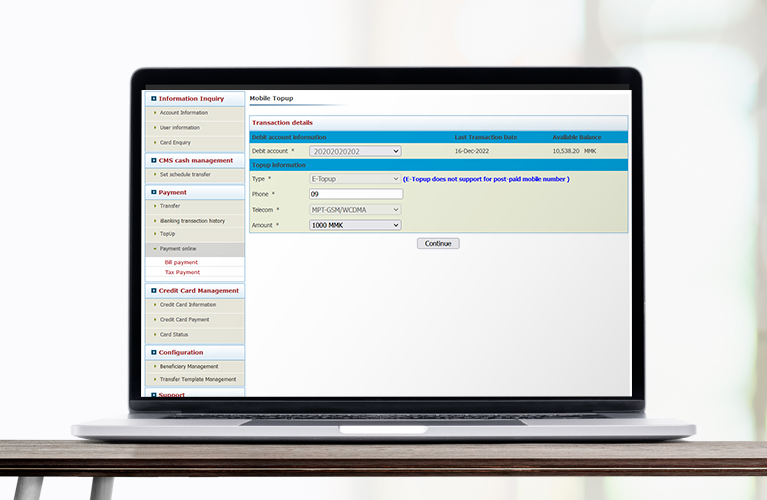 Information Inquiry
Account Information
User information
Card Enquiry
CMS cash management
Set schedule transfer
Payment
Transfer
iBanking transaction history
TopUp
Payment online
Bill payment
Tax Payment
Credit Card Management
Credit Card Information
Credit Card Payment
Card Status
Configuration
Beneficiary Management
Transfer Template Management
Support
Mobile Topup
Transaction details
Debit account information Last Transaction Date Available Balance
Debit account * 20202020202 16-Dec-2022 10,538.20 MMK
Topup information
Type * E-Topup (E-Topup does not support for post-paid mobile number )
Phone * 09
Telecom * MPT-GSM/WCDMA
Amount * 1000 MMK
Continue